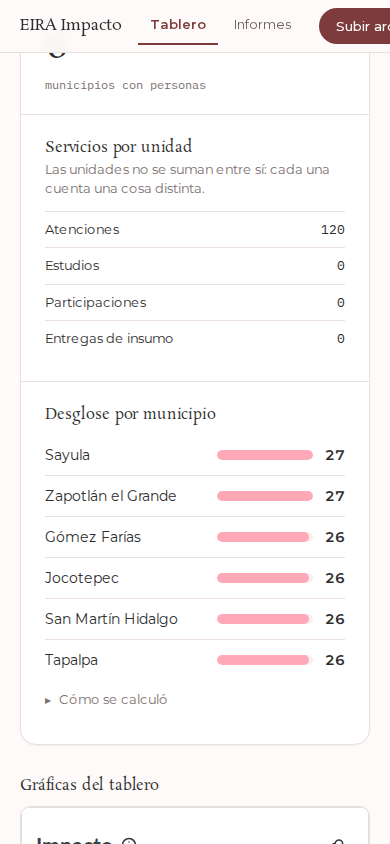 EIRA Impacto
Tablero
Informes
Subir arc
municipios con personas
Servicios por unidad
Las unidades no se suman entre sí: cada una
cuenta una cosa distinta.
Atenciones 120
Estudios 0
Participaciones 0
Entregas de insumo 0
Desglose por municipio
Sayula 27
Zapotlán el Grande 27
Gómez Farías 26
Jocotepec 26
San Martín Hidalgo 26
Tapalpa 26
▸ Cómo se calculó
Gráficas del tablero
Impacto